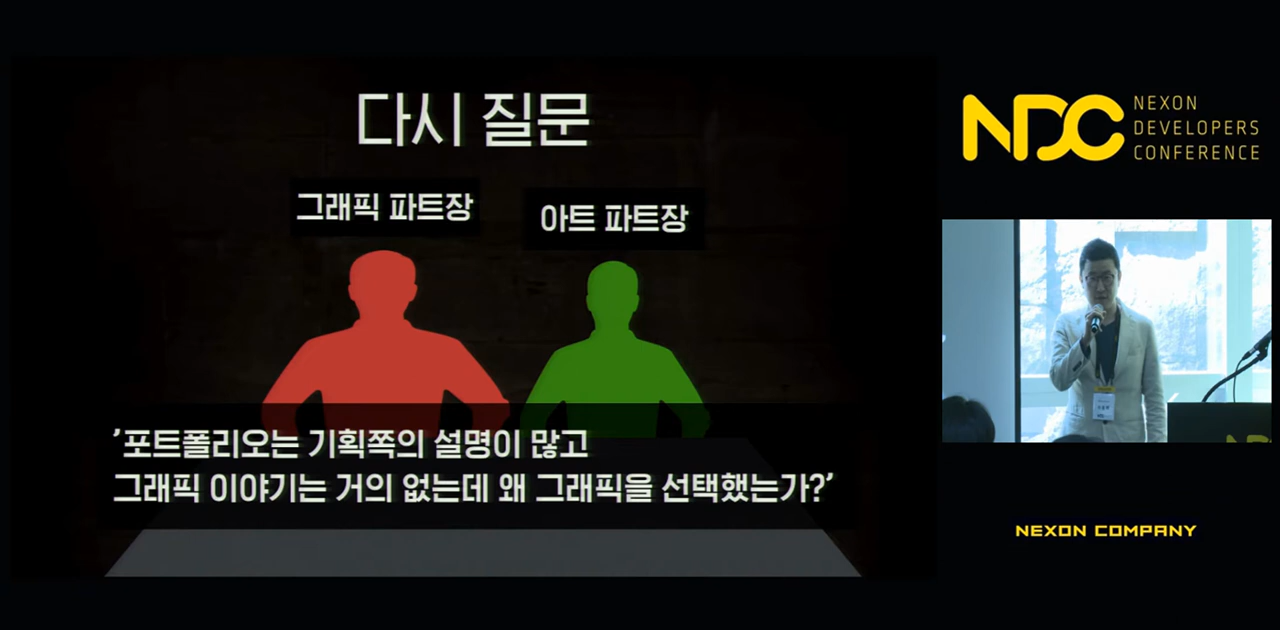 다시 질문
그래픽 파트장
아트 파트장
'포트폴리오는 기획쪽의 설명이 많고
그래픽 이야기는 거의 없는데 왜 그래픽을 선택했는가?'
NDC
NEXON
DEVELOPERS
CONFERENCE
NEXON COMPANY